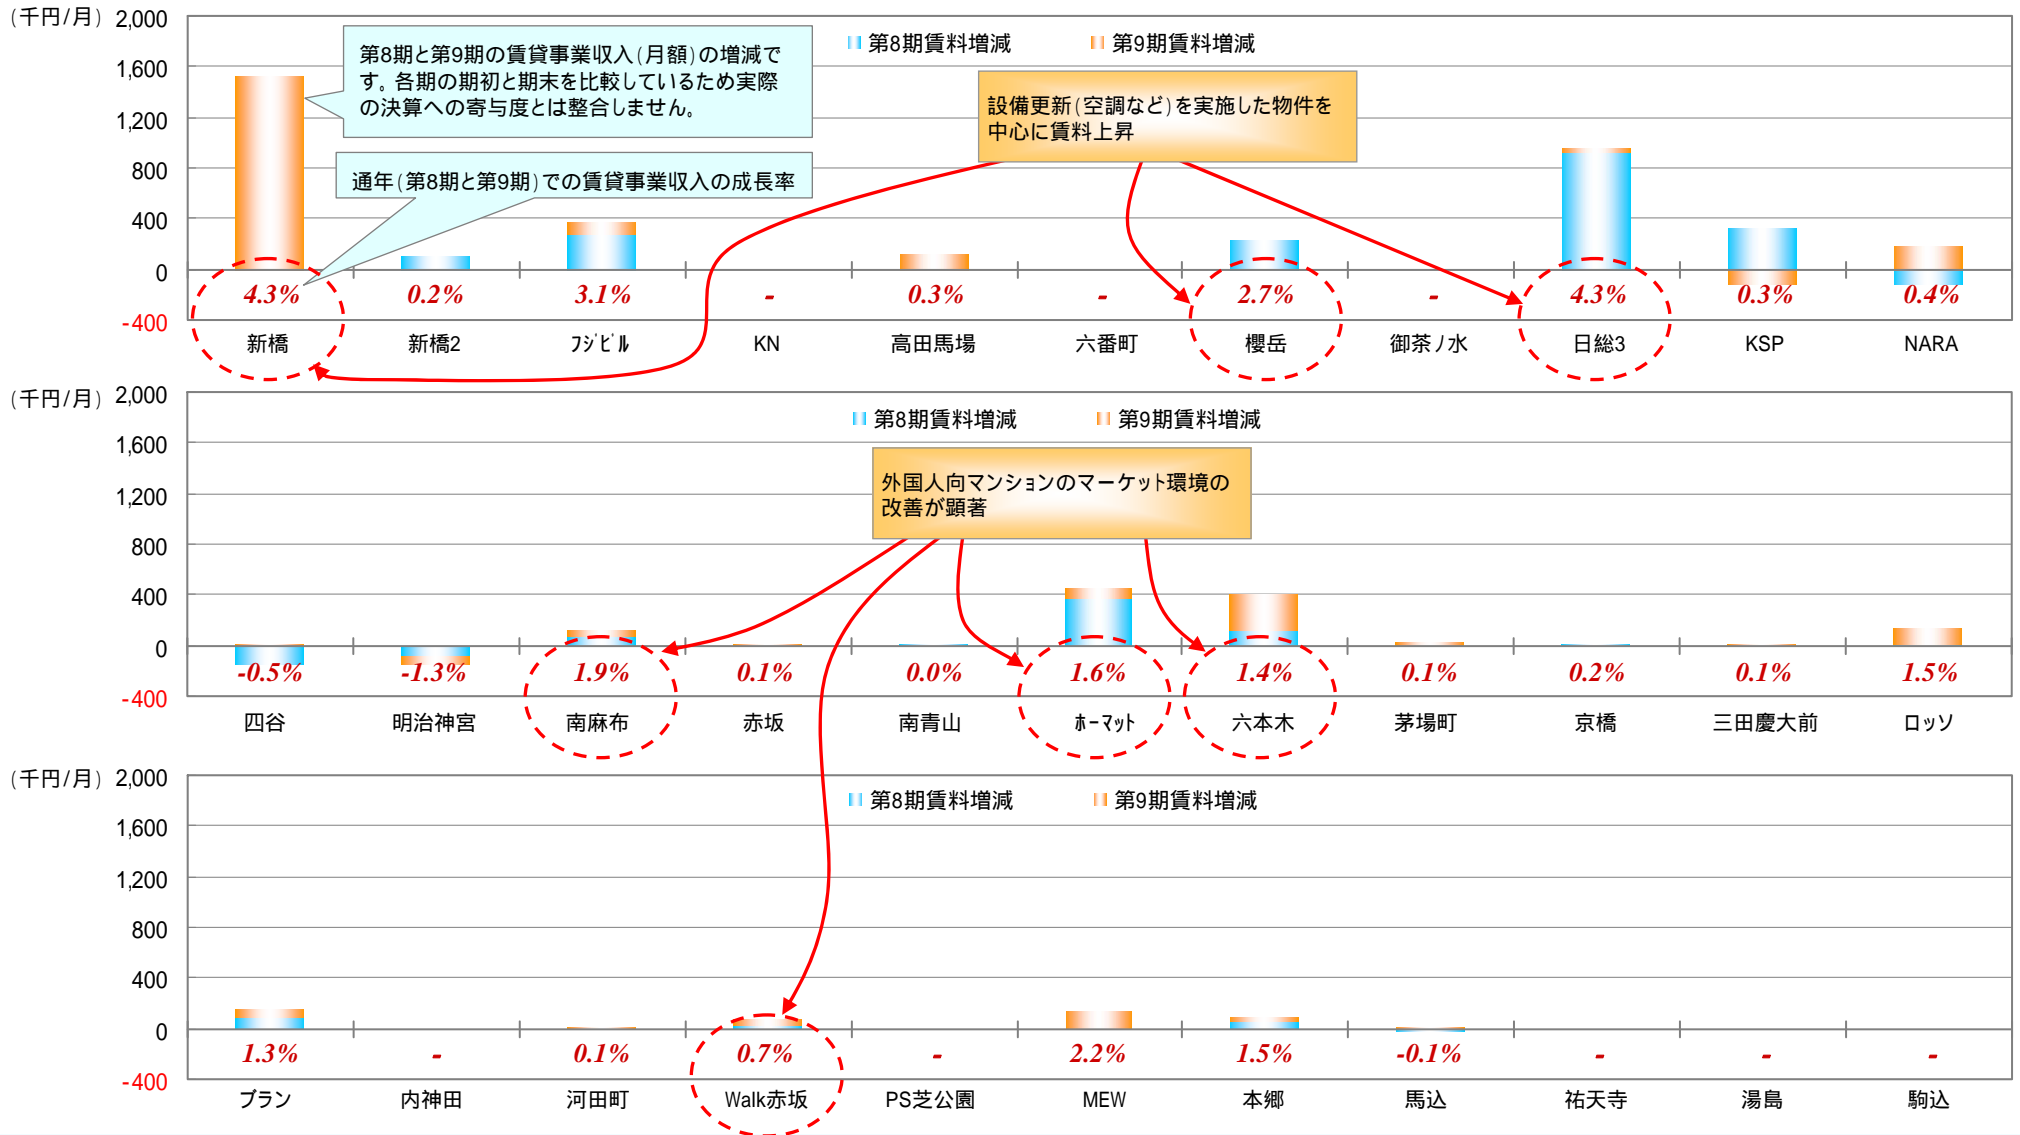 (千円/月)
2,000
1,600
1,200
800
400
0
-400
第8期賃料増減
第9期賃料増減
第8期と第9期の賃貸事業収入(月額)の増減で
す。各期の期初と期末を比較しているため実際
の決算への寄与度とは整合しません。
通年(第8期と第9期)での賃貸事業収入の成長率
設備更新(空調など)を実施した物件を
中心に賃料上昇
4.3% 0.2% 3.1% - 0.3% - 2.7% - 4.3% 0.3% 0.4%
新橋 新橋2 フジビル KN 高田馬場 六番町 櫻岳 御茶ノ水 日総3 KSP NARA
(千円/月)
2,000
1,600
1,200
800
400
0
-400
第8期賃料増減
第9期賃料増減
外国人向マンションのマーケット環境の
改善が顕著
-0.5% -1.3% 1.9% 0.1% 0.0% 1.6% 1.4% 0.1% 0.2% 0.1% 1.5%
四谷 明治神宮 南麻布 赤坂 南青山 ホーマット 六本木 茅場町 京橋 三田慶大前 ロッソ
(千円/月)
2,000
1,600
1,200
800
400
0
-400
第8期賃料増減
第9期賃料増減
1.3% - 0.1% 0.7% - 2.2% 1.5% -0.1% - - -
ブラン 内神田 河田町 Walk赤坂 PS芝公園 MEW 本郷 馬込 祐天寺 湯島 駒込